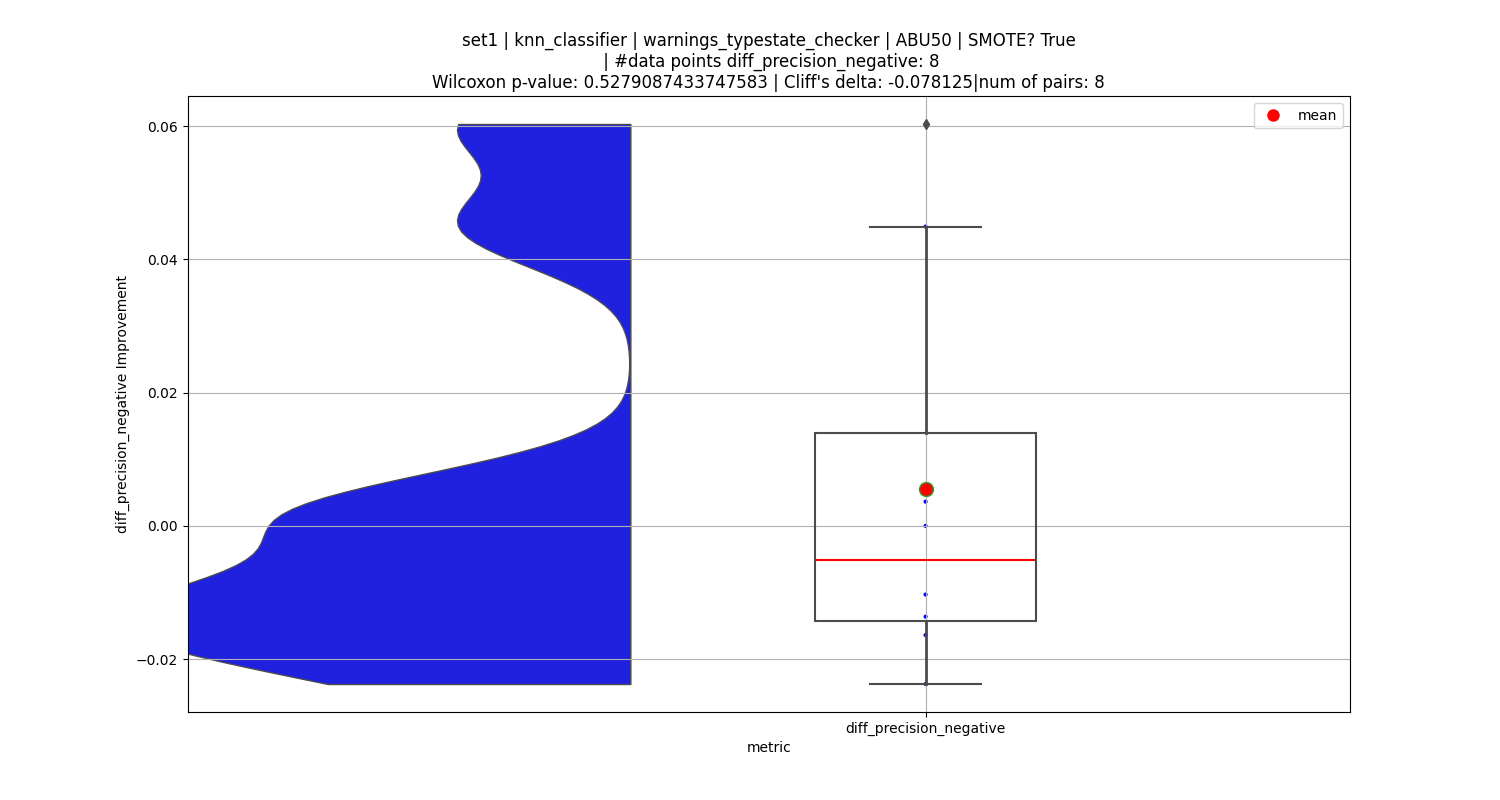 set1 | knn_classifier | warnings_typestate_checker | ABU50 | SMOTE? True
| #data points diff_precision_negative: 8
Wilcoxon p-value: 0.5279087433747583 | Cliff's delta: -0.078125|num of pairs: 8
mean
0.06
0.04
0.02
0.00
−0.02
diff_precision_negative Improvement
diff_precision_negative
metric